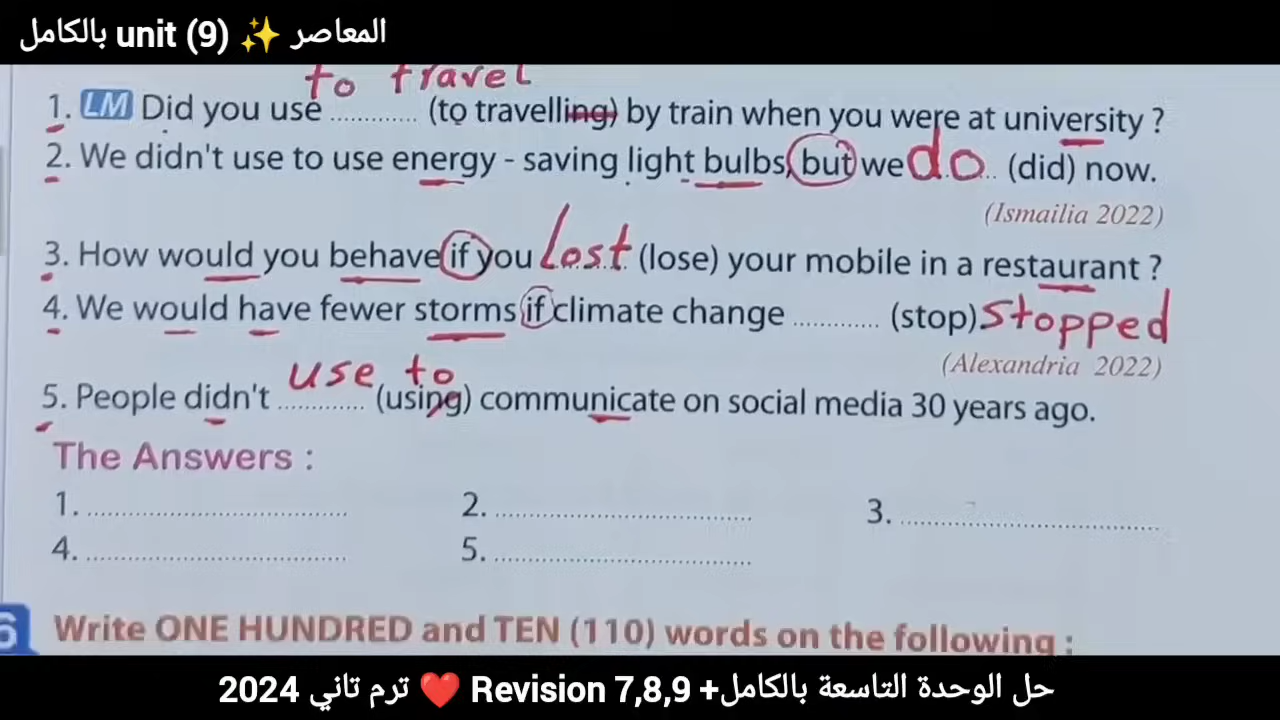 المعاصر ✨ unit (9) بالكامل
to travel
1. LM Did you use ............ (to travelling) by train when you were at university ?
2. We didn't use to use energy - saving light bulbs, but we do (did) now.
(Ismailia 2022)
3. How would you behave if you Lost (lose) your mobile in a restaurant ?
4. We would have fewer storms if climate change ............ (stop). stopped
(Alexandria 2022)
use to
5. People didn't ............ (using) communicate on social media 30 years ago.
The Answers :
1. ............ 2. ............ 3. ............
4. ............ 5. ............
6 Write ONE HUNDRED and TEN (110) words on the following :
حل الوحدة التاسعة بالكامل+ Revision 7,8,9 ❤️ ترم تاني 2024